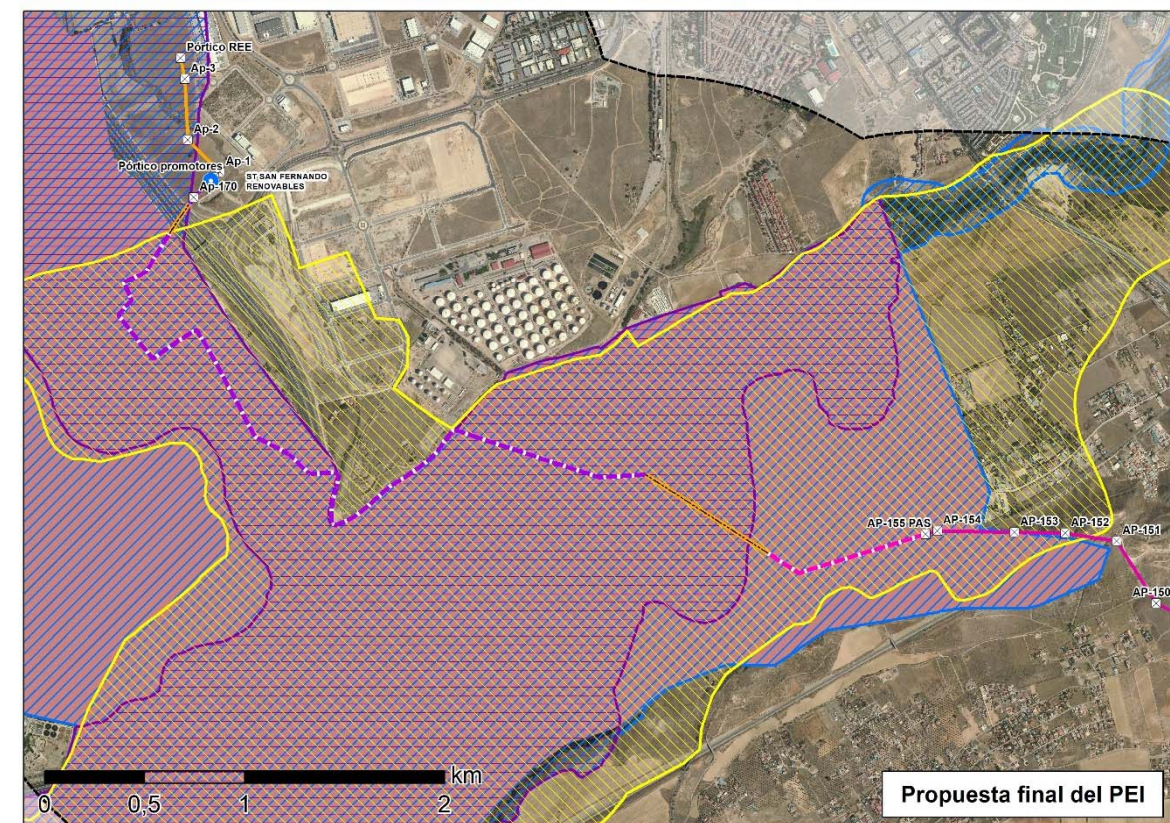 Pórtico REE
Ap-3
Ap-2
Ap-1
Pórtico promotores
ST SAN FERNANDO
RENOVABLES
Ap-170
AP-155 PAS
AP-154
AP-153
AP-152
AP-151
AP-150
km
0 0,5 1 2
Propuesta final del PEI